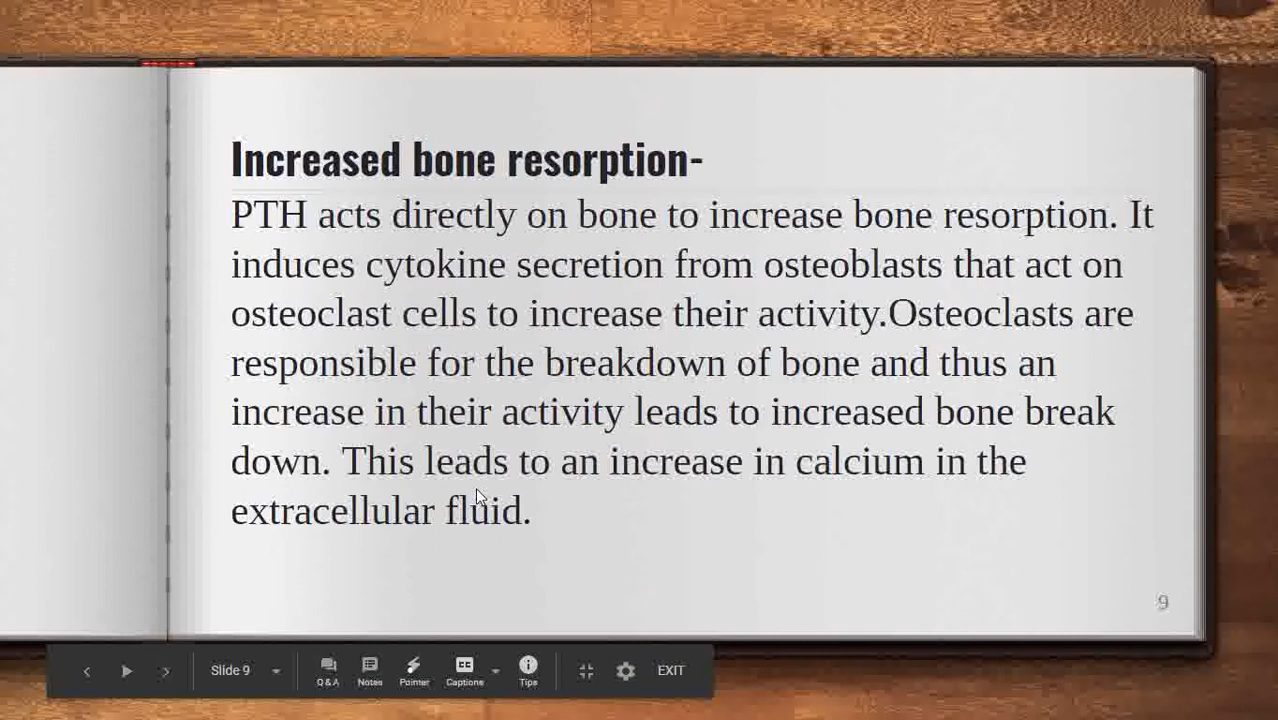 Increased bone resorption-
PTH acts directly on bone to increase bone resorption. It
induces cytokine secretion from osteoblasts that act on
osteoclast cells to increase their activity.Osteoclasts are
responsible for the breakdown of bone and thus an
increase in their activity leads to increased bone break
down. This leads to an increase in calcium in the
extracellular fluid.
9
Slide 9
Q & A
Notes
Pointer
CC
Captions
Tips
EXIT